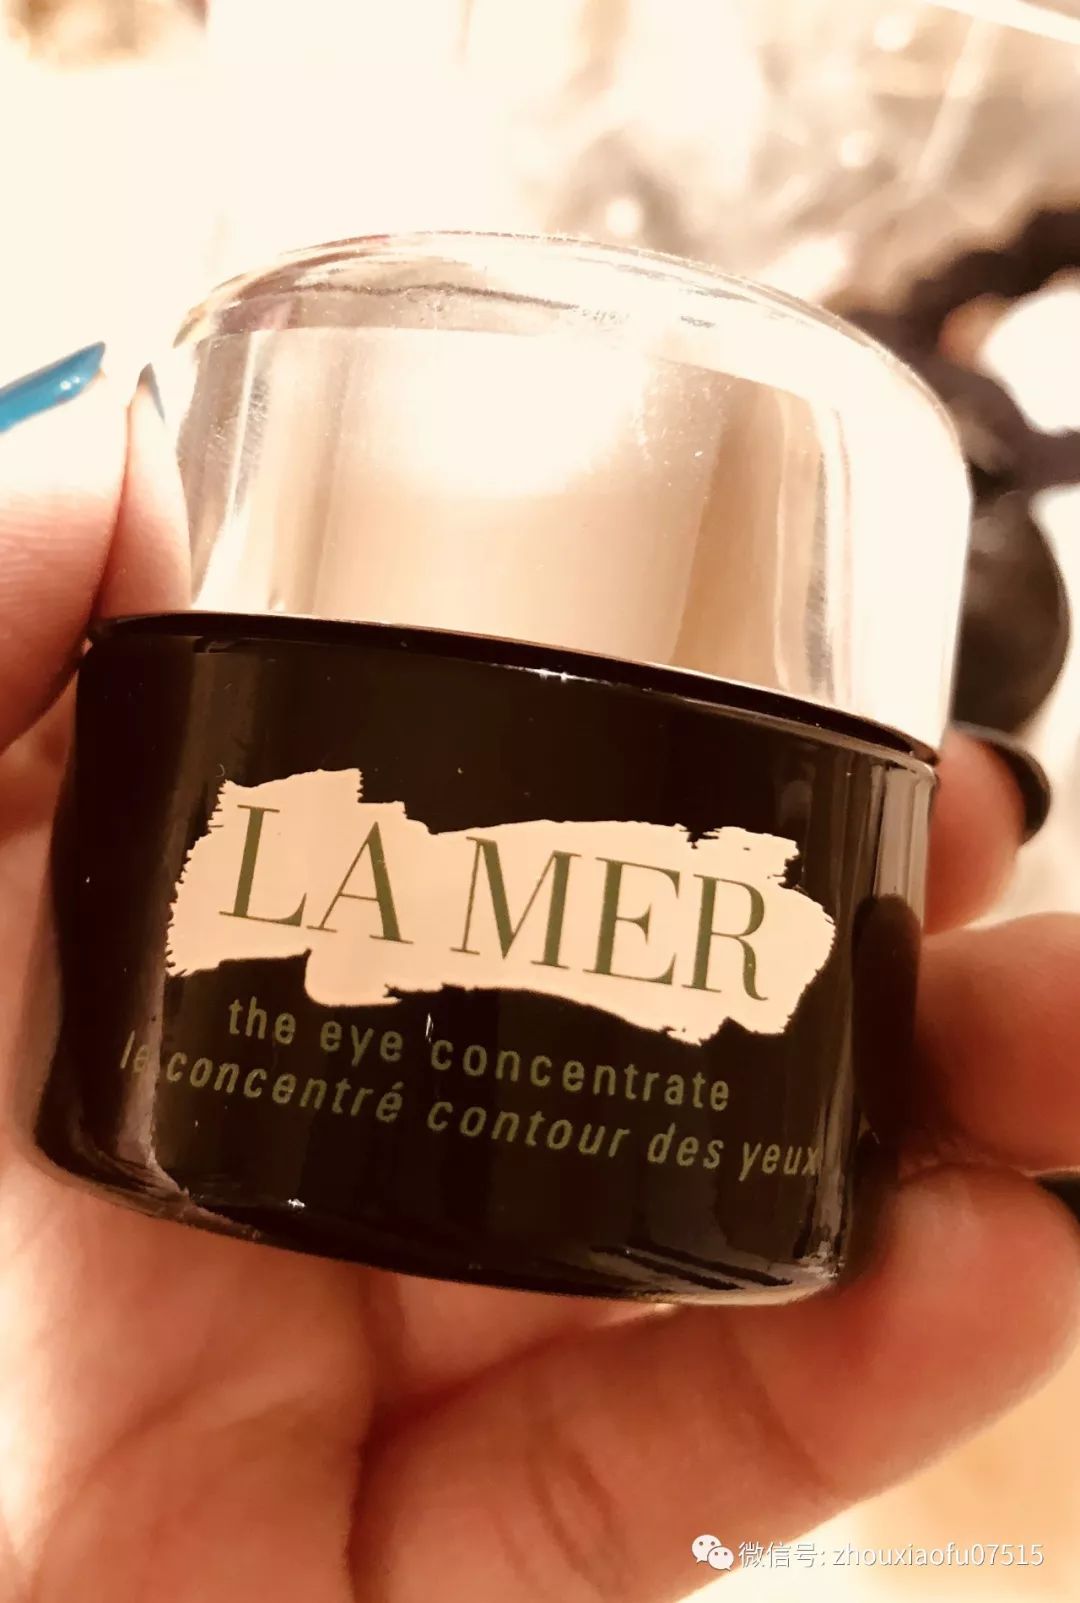 LA MER
the eye concentrate
le concentré contour des yeux
微信号: zhouxiaofu07515